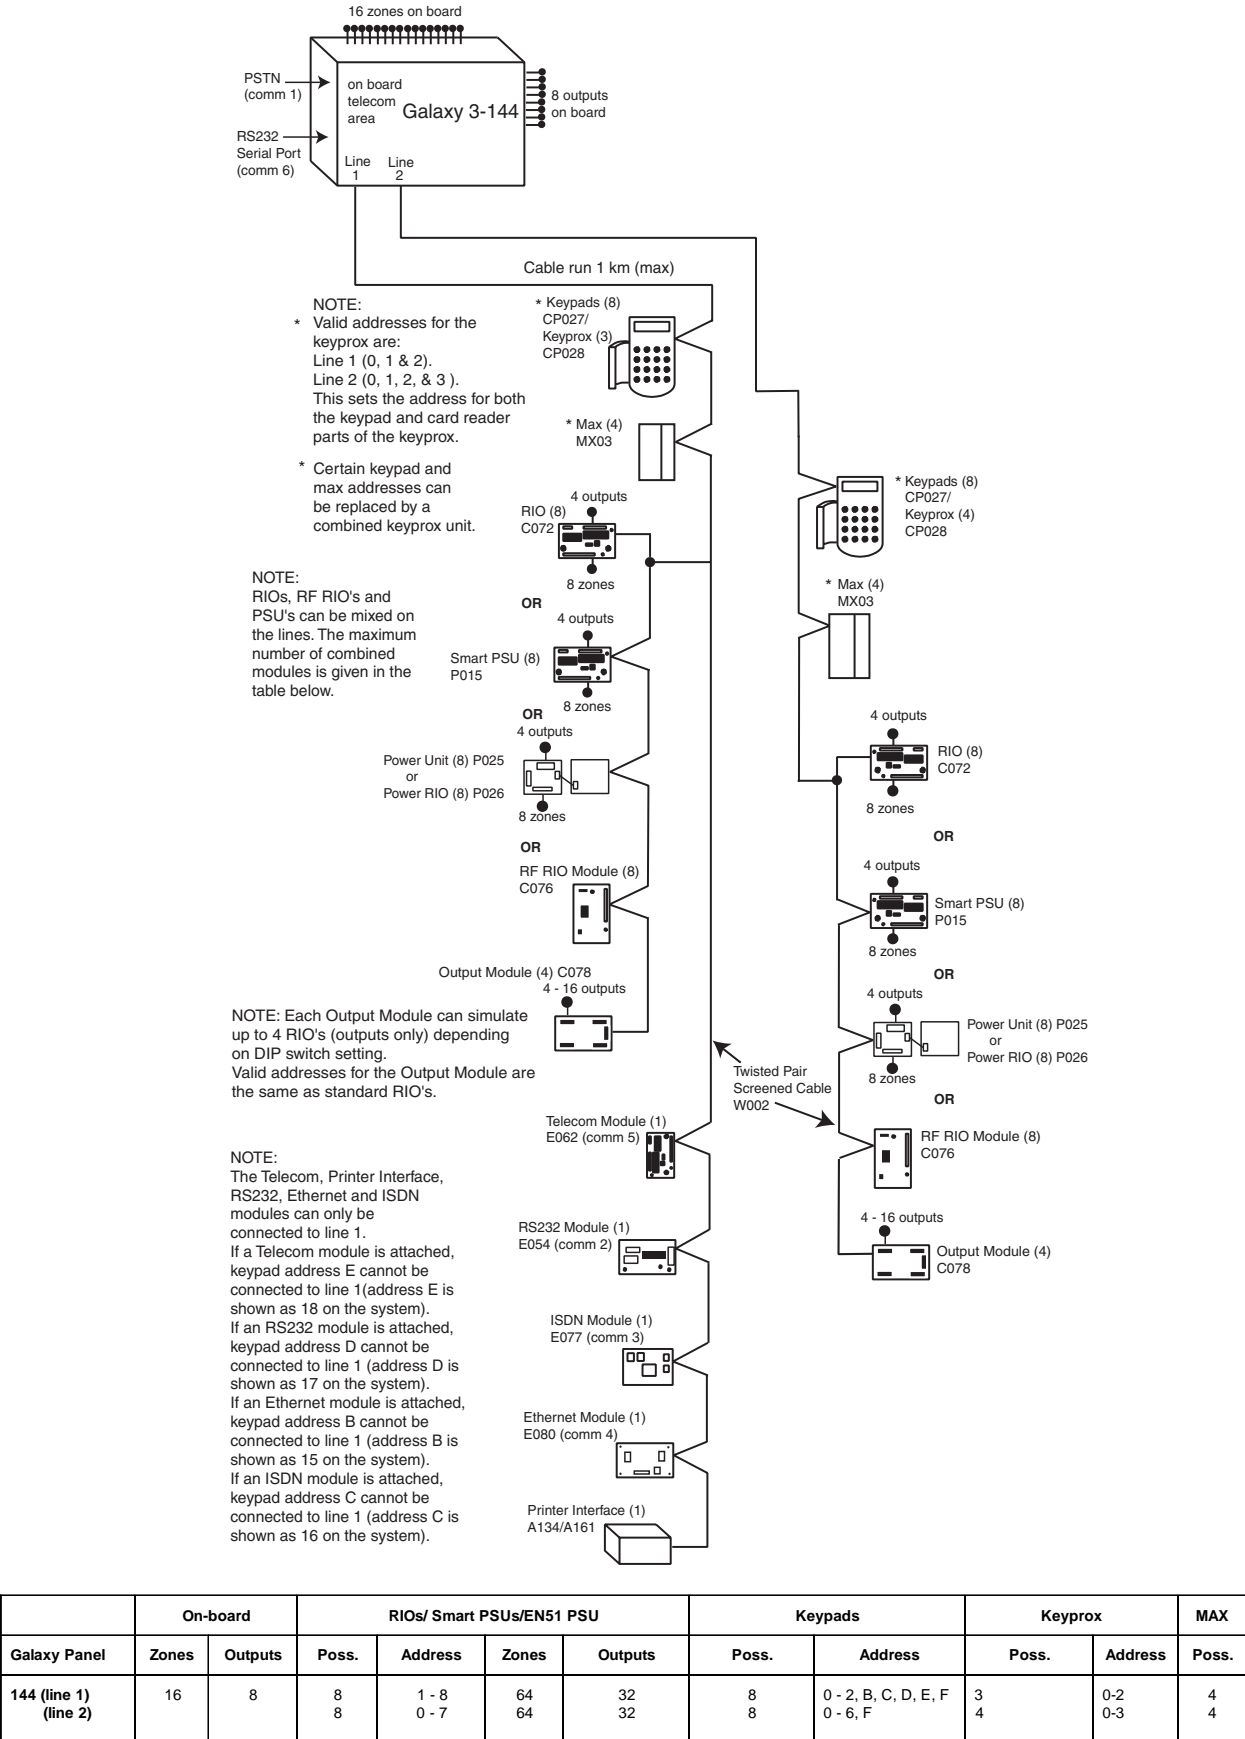 16 zones on board
PSTN
(comm 1)
on board
telecom
area
Galaxy 3-144
8 outputs
on board
RS232
Serial Port
(comm 6)
Line
1
Line
2
Cable run 1 km (max)
NOTE:
* Valid addresses for the
keyprox are:
Line 1 (0, 1 & 2).
Line 2 (0, 1, 2, & 3 ).
This sets the address for both
the keypad and card reader
parts of the keyprox.
* Certain keypad and
max addresses can
be replaced by a
combined keyprox unit.
* Keypads (8)
CP027/
Keyprox (3)
CP028
* Max (4)
MX03
4 outputs
RIO (8)
C072
8 zones
OR
4 outputs
Smart PSU (8)
P015
8 zones
OR
4 outputs
Power Unit (8) P025
or
Power RIO (8) P026
8 zones
OR
RF RIO Module (8)
C076
Output Module (4) C078
4 - 16 outputs
NOTE:
RIOs, RF RIO's and
PSU's can be mixed on
the lines. The maximum
number of combined
modules is given in the
table below.
NOTE: Each Output Module can simulate
up to 4 RIO's (outputs only) depending
on DIP switch setting.
Valid addresses for the Output Module are
the same as standard RIO's.
* Keypads (8)
CP027/
Keyprox (4)
CP028
* Max (4)
MX03
4 outputs
RIO (8)
C072
8 zones
OR
4 outputs
Smart PSU (8)
P015
8 zones
OR
4 outputs
Power Unit (8) P025
or
Power RIO (8) P026
8 zones
OR
RF RIO Module (8)
C076
4 - 16 outputs
Output Module (4)
C078
Twisted Pair
Screened Cable
W002
Telecom Module (1)
E062 (comm 5)
RS232 Module (1)
E054 (comm 2)
ISDN Module (1)
E077 (comm 3)
Ethernet Module (1)
E080 (comm 4)
Printer Interface (1)
A134/A161
NOTE:
The Telecom, Printer Interface,
RS232, Ethernet and ISDN
modules can only be
connected to line 1.
If a Telecom module is attached,
keypad address E cannot be
connected to line 1(address E is
shown as 18 on the system).
If an RS232 module is attached,
keypad address D cannot be
connected to line 1 (address D is
shown as 17 on the system).
If an Ethernet module is attached,
keypad address B cannot be
connected to line 1 (address B is
shown as 15 on the system).
If an ISDN module is attached,
keypad address C cannot be
connected to line 1 (address C is
shown as 16 on the system).
On-board RIOs/ Smart PSUs/EN51 PSU Keypads Keyprox MAX
Galaxy Panel Zones Outputs Poss. Address Zones Outputs Poss. Address Poss. Address Poss.
144 (line 1) 16 8 8 1 - 8 64 32 8 0 - 2, B, C, D, E, F 3 0-2 4
(line 2) 8 0 - 7 64 32 8 0 - 6, F 4 0-3 4